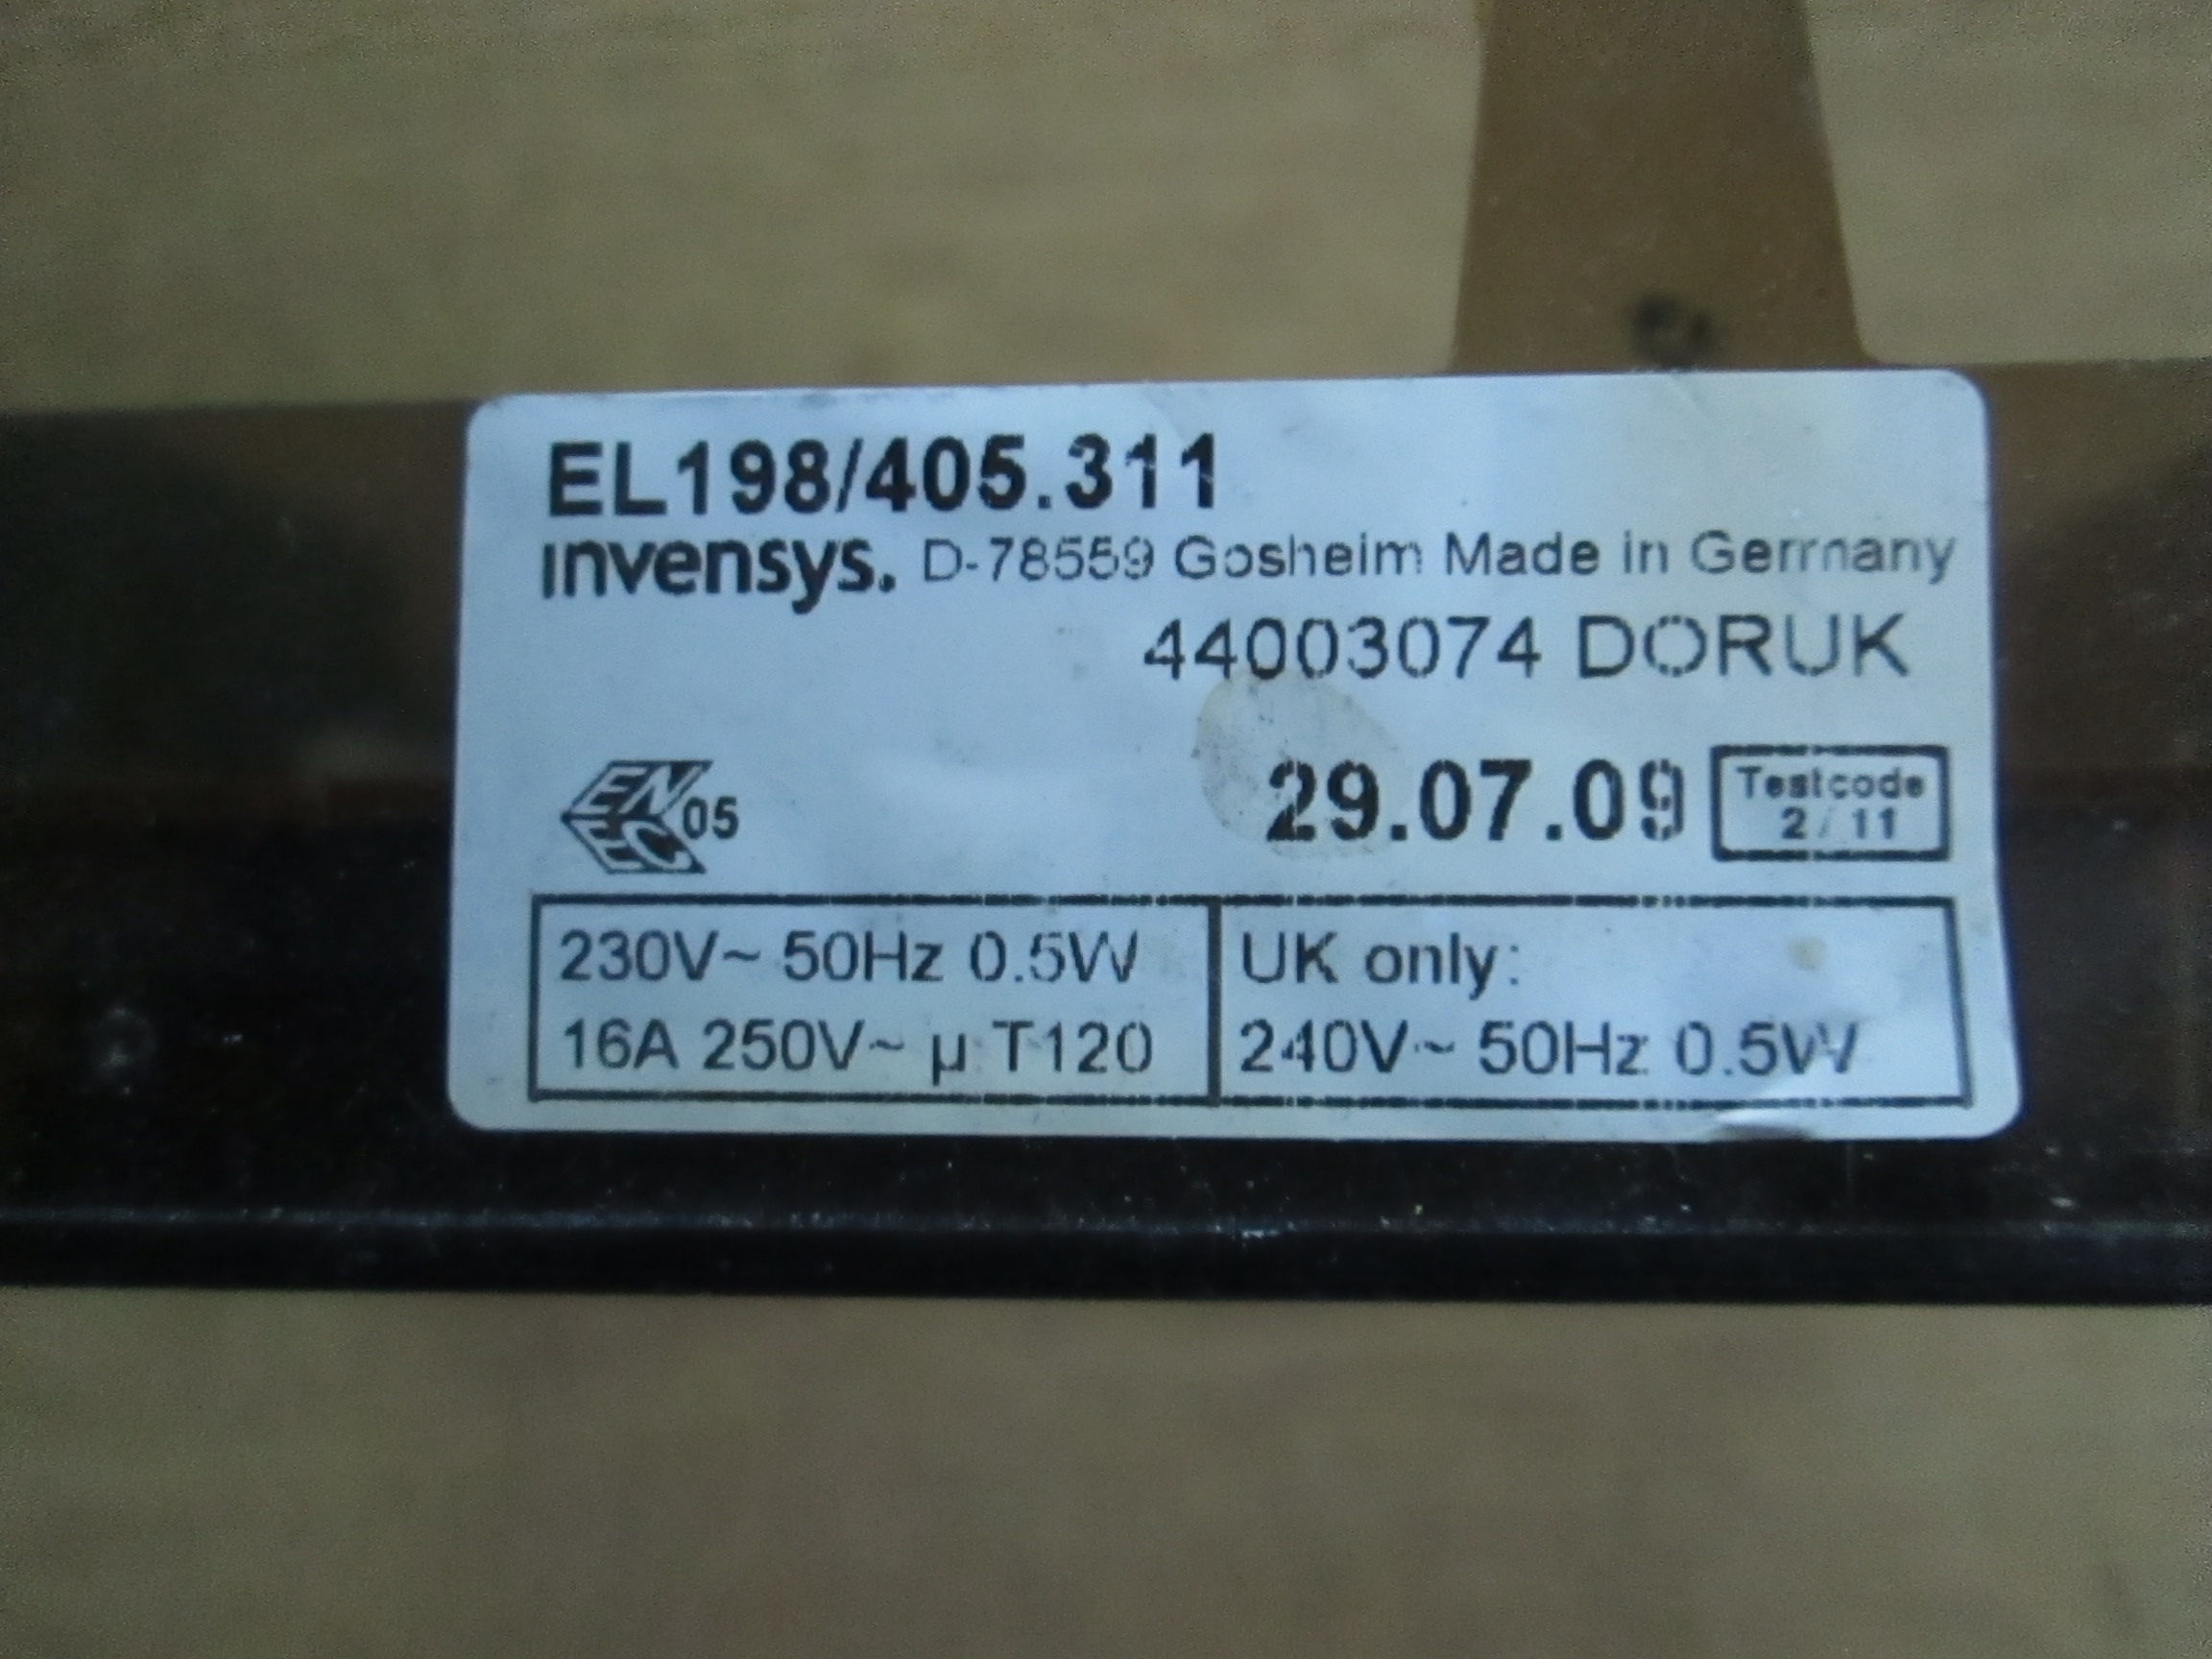 EL198/405.311
invensys. D-78559 Gosheim Made in Germany
44003074 DORUK
ENEC 05
29.07.09
Testcode
2/11
230V~ 50Hz 0.5W
16A 250V~ µ T120
UK only:
240V~ 50Hz 0.5W